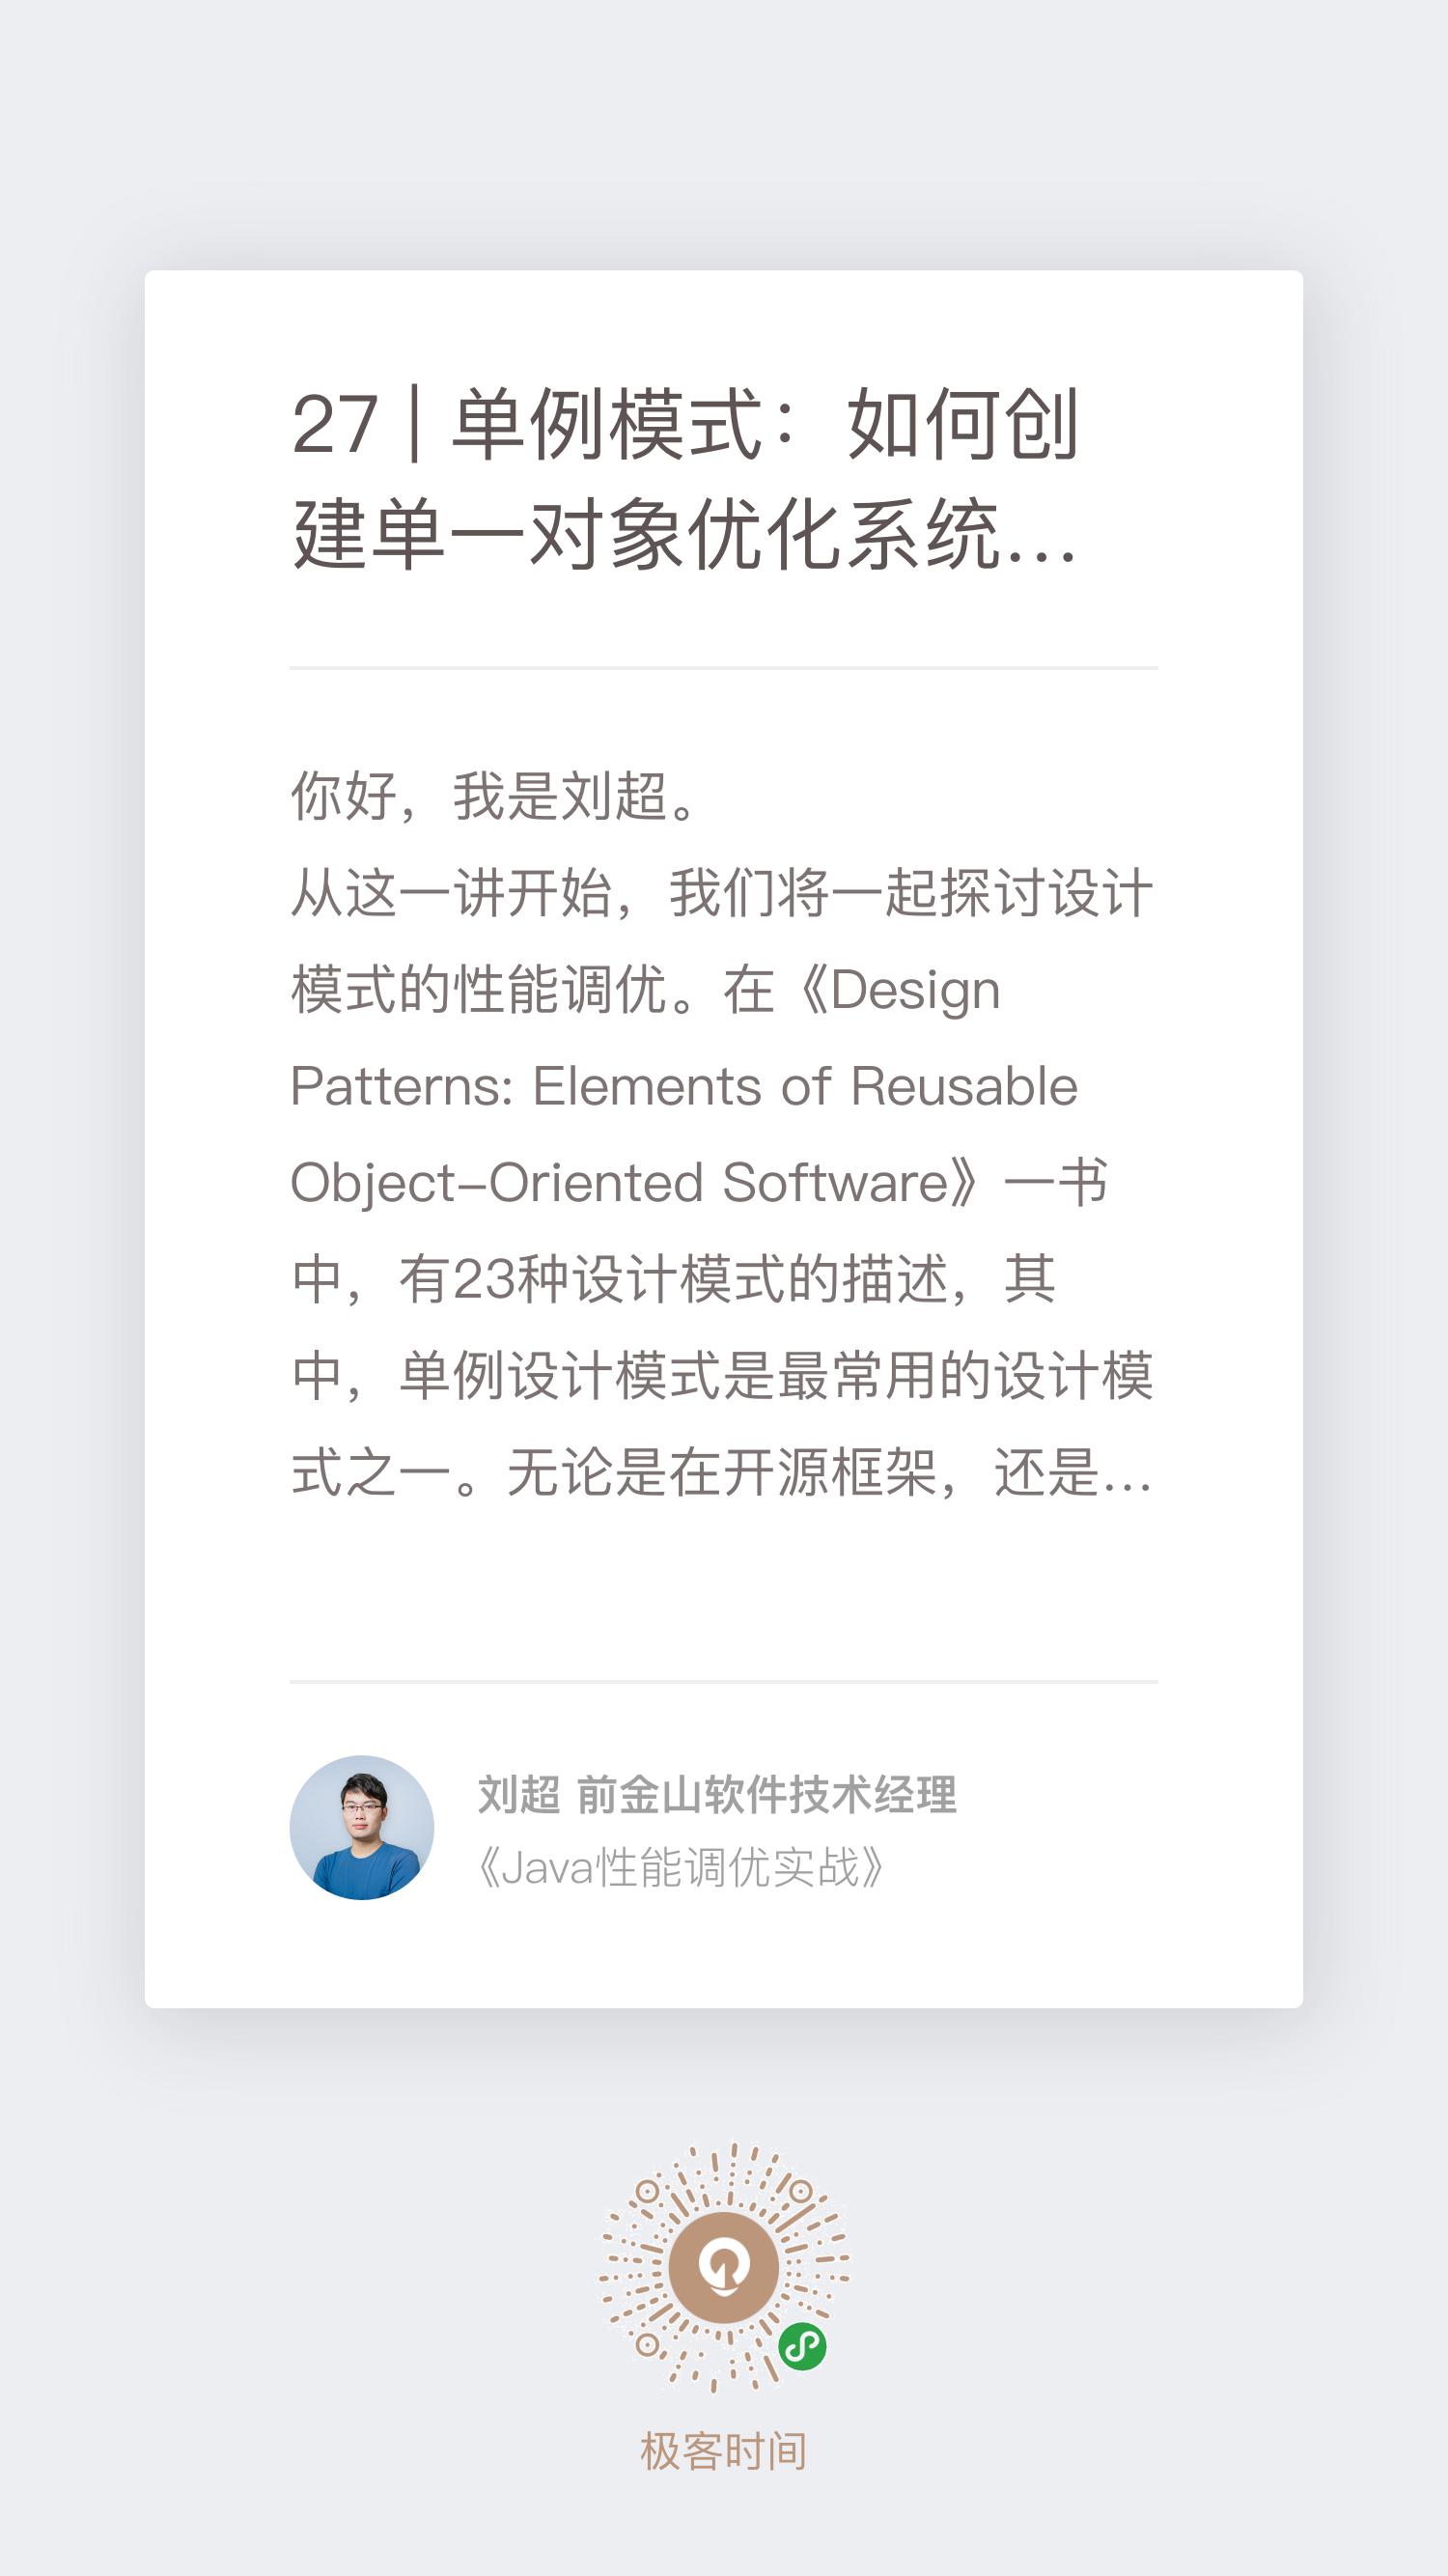 27 | 单例模式：如何创
建单一对象优化系统...
你好，我是刘超。
从这一讲开始，我们将一起探讨设计
模式的性能调优。在《Design
Patterns: Elements of Reusable
Object-Oriented Software》一书
中，有23种设计模式的描述，其
中，单例设计模式是最常用的设计模
式之一。无论是在开源框架，还是...
刘超 前金山软件技术经理
《Java性能调优实战》
极客时间